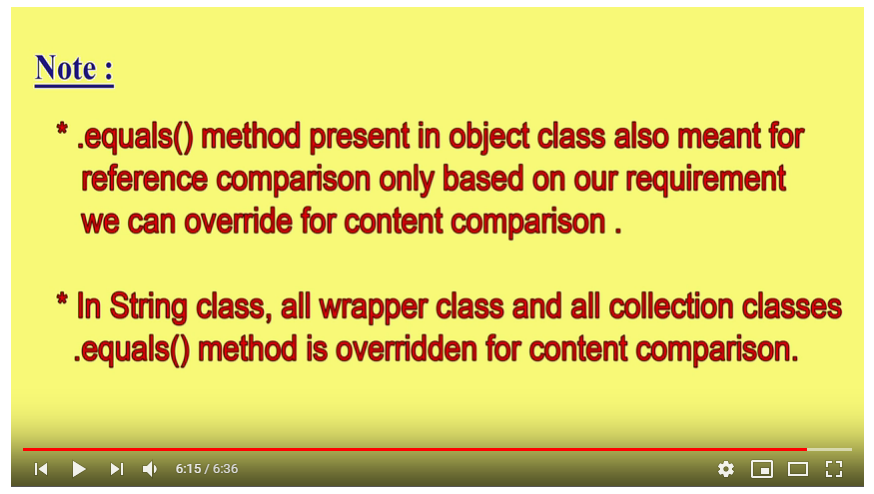 Note :
* .equals() method present in object class also meant for
reference comparison only based on our requirement
we can override for content comparison .
* In String class, all wrapper class and all collection classes
.equals() method is overridden for content comparison.
6:15 / 6:36